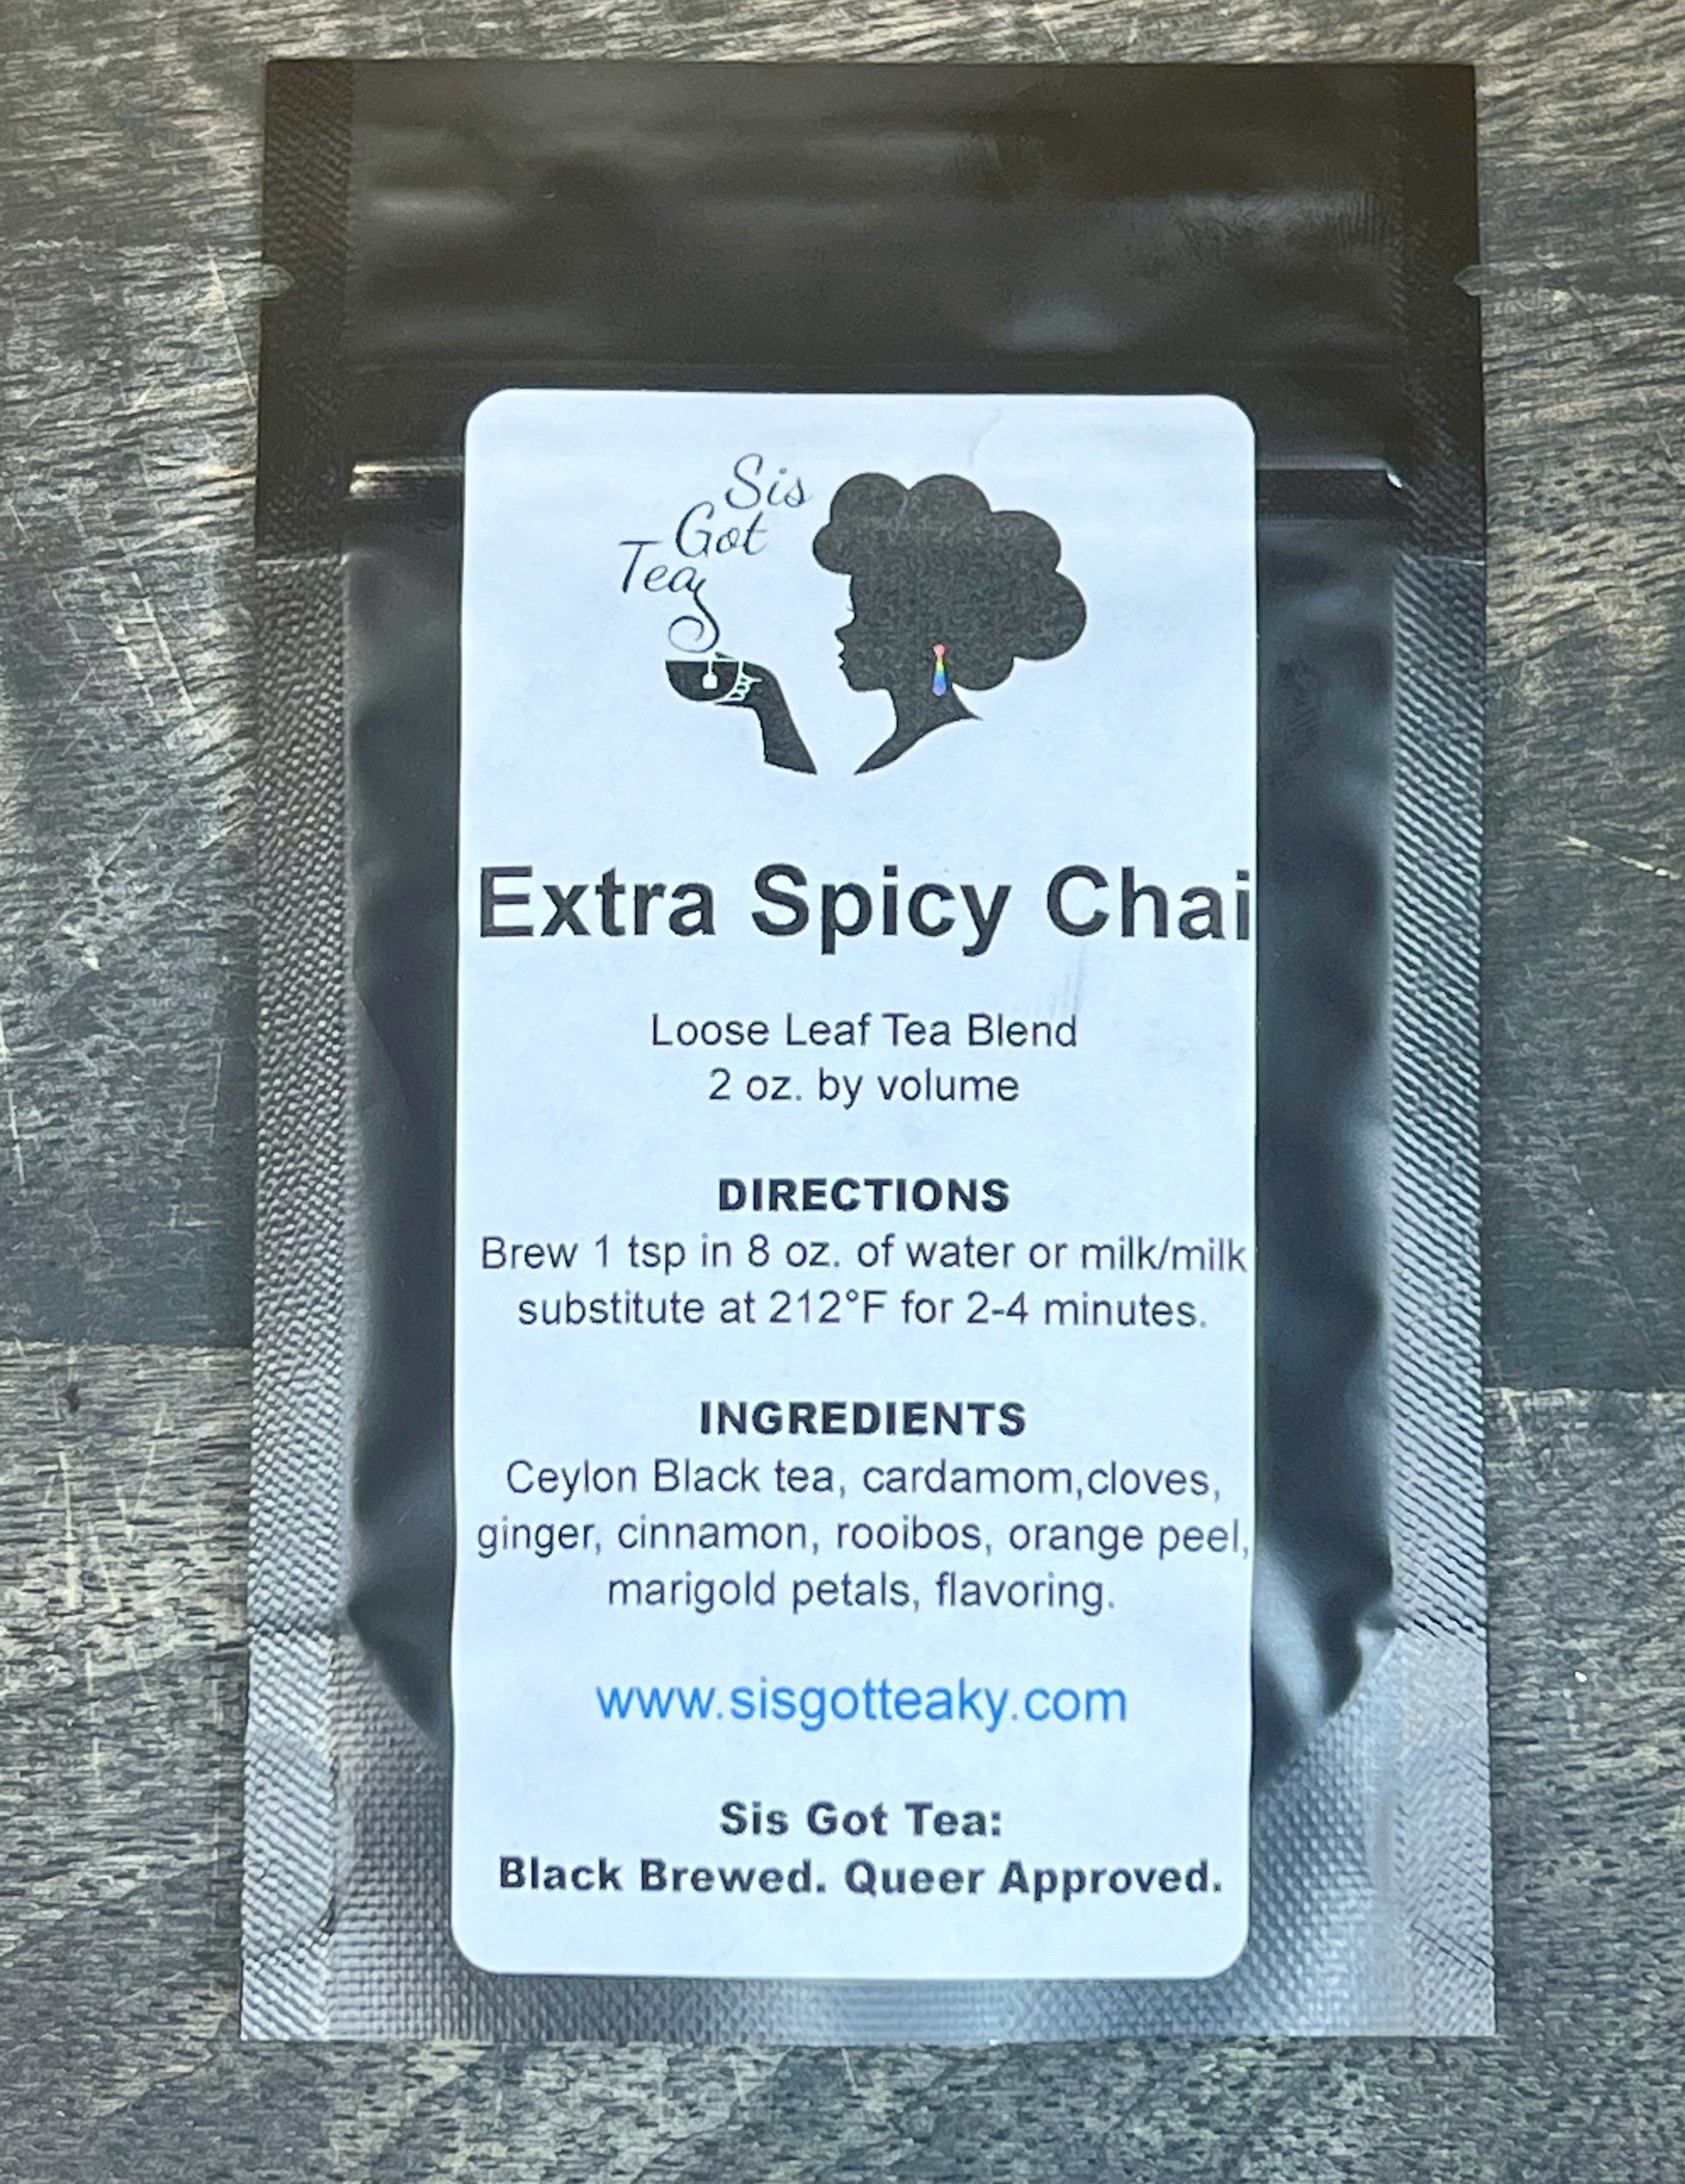 Sis
Got
Tea
Extra Spicy Chai
Loose Leaf Tea Blend
2 oz. by volume
DIRECTIONS
Brew 1 tsp in 8 oz. of water or milk/milk
substitute at 212°F for 2-4 minutes.
INGREDIENTS
Ceylon Black tea, cardamom,cloves,
ginger, cinnamon, rooibos, orange peel,
marigold petals, flavoring.
www.sisgotteaky.com
Sis Got Tea:
Black Brewed. Queer Approved.